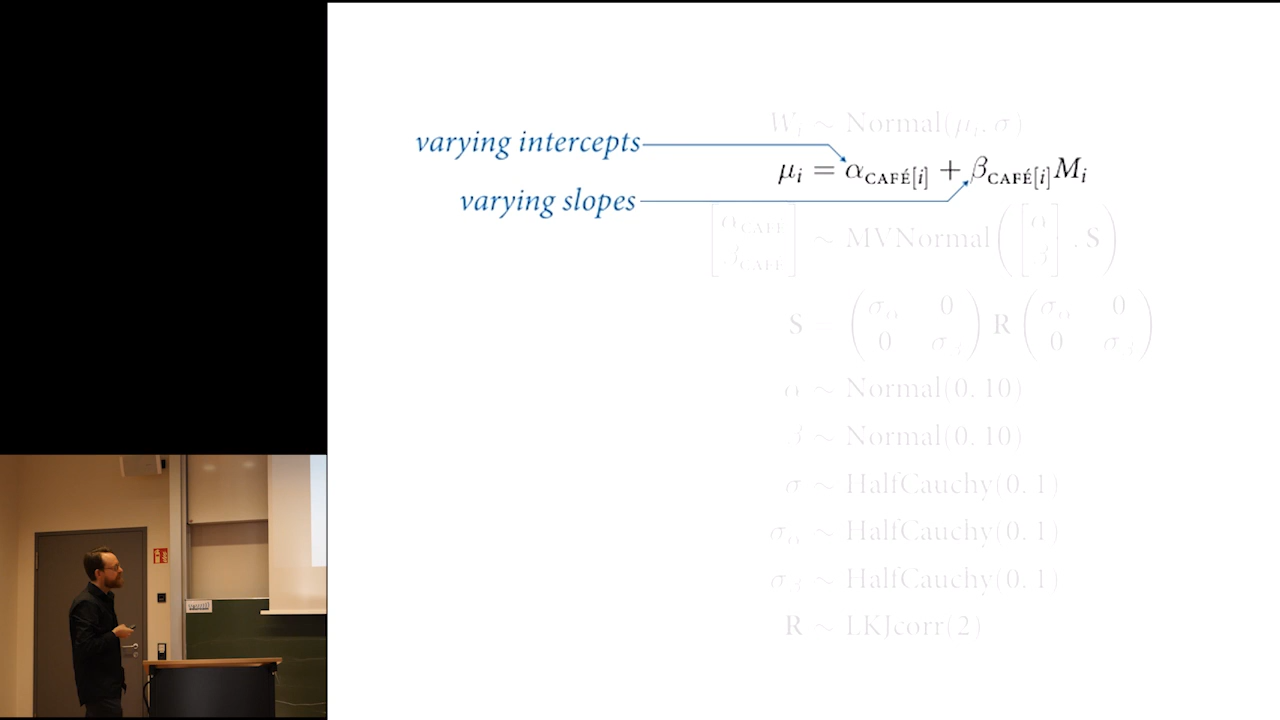 W_i ∼ Normal(μ_i, σ)
varying intercepts
μ_i = α_CAFÉ[i] + β_CAFÉ[i] M_i
varying slopes
[α_CAFÉ β_CAFÉ] ∼ MVNormal([α β], S)
S = (σ_α 0 0 σ_β) R (σ_α 0 0 σ_β)
α ∼ Normal(0, 10)
β ∼ Normal(0, 10)
σ ∼ HalfCauchy(0, 1)
σ_α ∼ HalfCauchy(0, 1)
σ_β ∼ HalfCauchy(0, 1)
R ∼ LKJcorr(2)